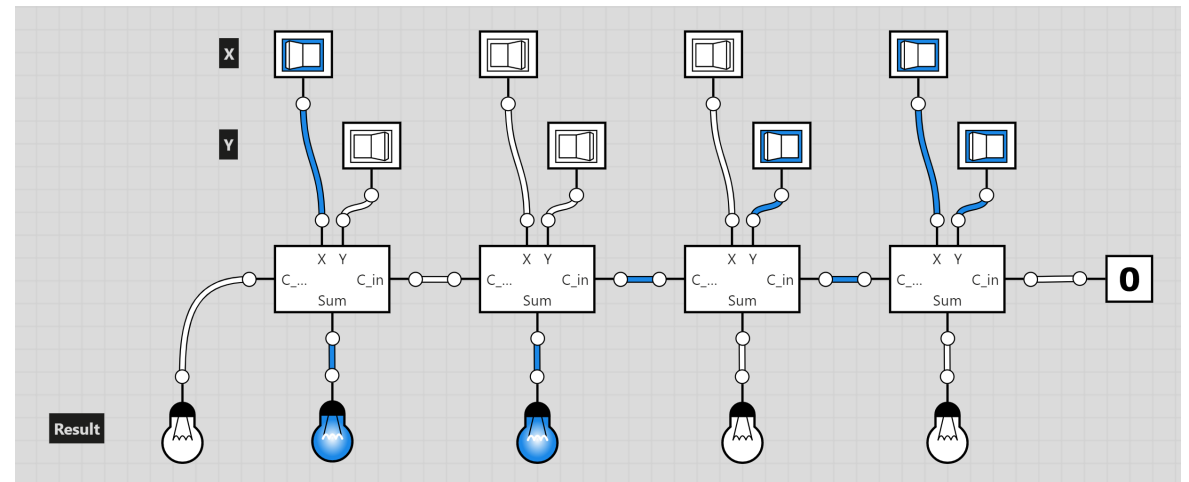 X
Y
X Y
C_... C_in
Sum
X Y
C_... C_in
Sum
X Y
C_... C_in
Sum
X Y
C_... C_in
Sum
0
Result